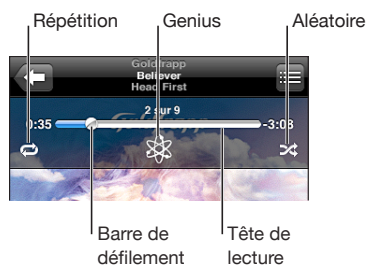 Répétition
Genius
Aléatoire
Goldfrapp
Believer
Head First
2 sur 9
0:35
-3:08
Goldfrapp
Barre de
défilement
Tête de
lecture